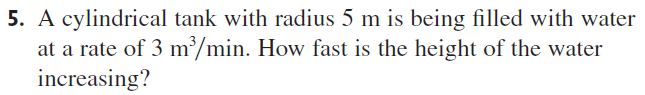 5. A cylindrical tank with radius 5 m is being filled with water
at a rate of 3 m³/min. How fast is the height of the water
increasing?